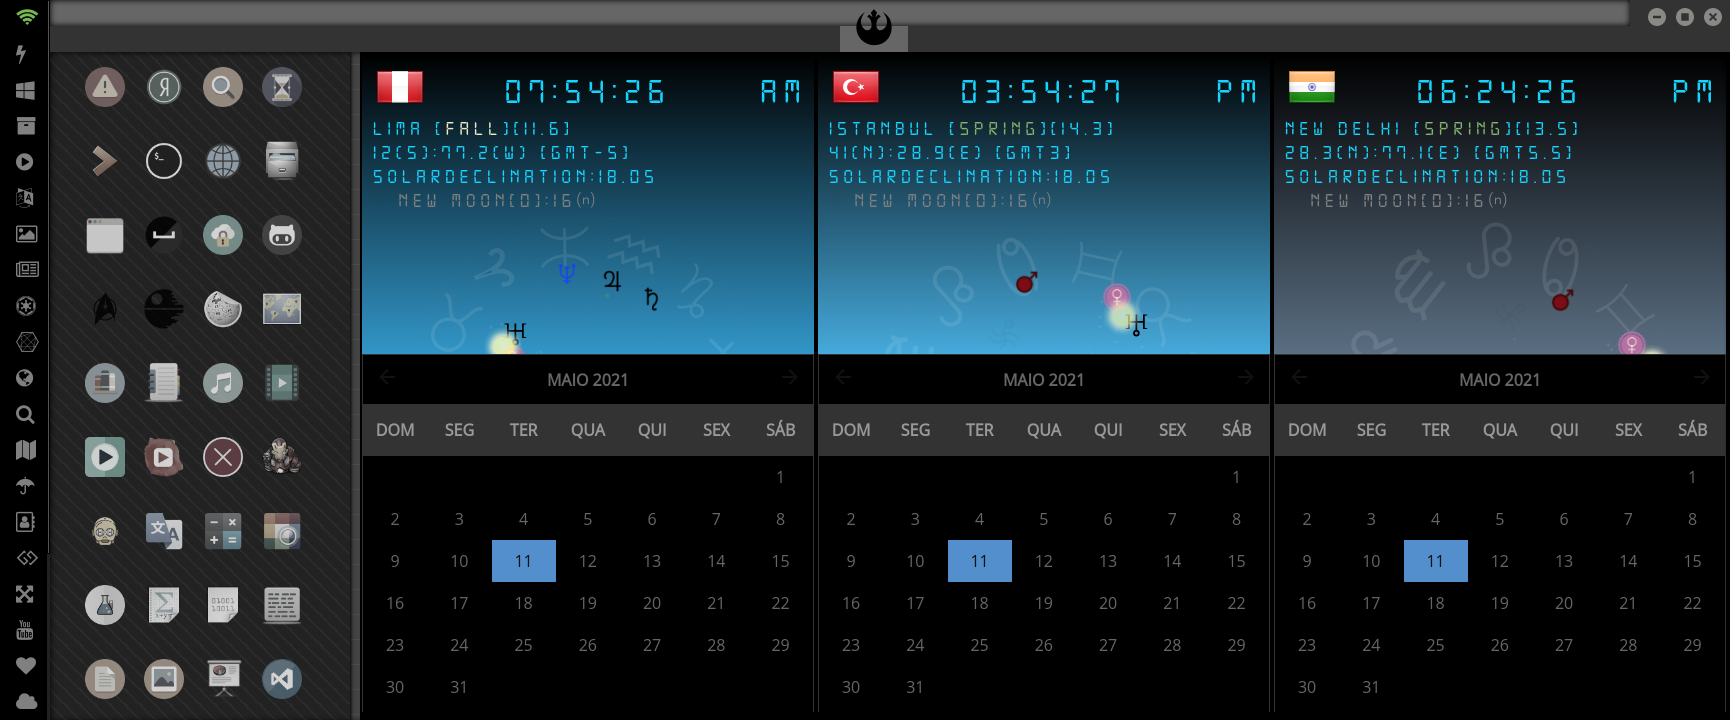 07:54:26 AM
LIMA [FALL][11.6]
12(S):77.2(W) [GMT-5]
SOLARDECLINATION:18.05
NEW MOON[0]:16(n)
MAIO 2021
DOM SEG TER QUA QUI SEX SÁB
1
2 3 4 5 6 7 8
9 10 11 12 13 14 15
16 17 18 19 20 21 22
23 24 25 26 27 28 29
30 31
03:54:27 PM
ISTANBUL [SPRING][14.3]
41(N):28.9(E) [GMT3]
SOLARDECLINATION:18.05
NEW MOON[0]:16(n)
MAIO 2021
DOM SEG TER QUA QUI SEX SÁB
1
2 3 4 5 6 7 8
9 10 11 12 13 14 15
16 17 18 19 20 21 22
23 24 25 26 27 28 29
30 31
06:24:26 PM
NEW DELHI [SPRING][13.5]
28.3(N):77.1(E) [GMT5.5]
SOLARDECLINATION:18.05
NEW MOON[0]:16(n)
MAIO 2021
DOM SEG TER QUA QUI SEX SÁB
1
2 3 4 5 6 7 8
9 10 11 12 13 14 15
16 17 18 19 20 21 22
23 24 25 26 27 28 29
30 31
Я
$_
文 A
Σ
x+y
01001
10011
You
Tube